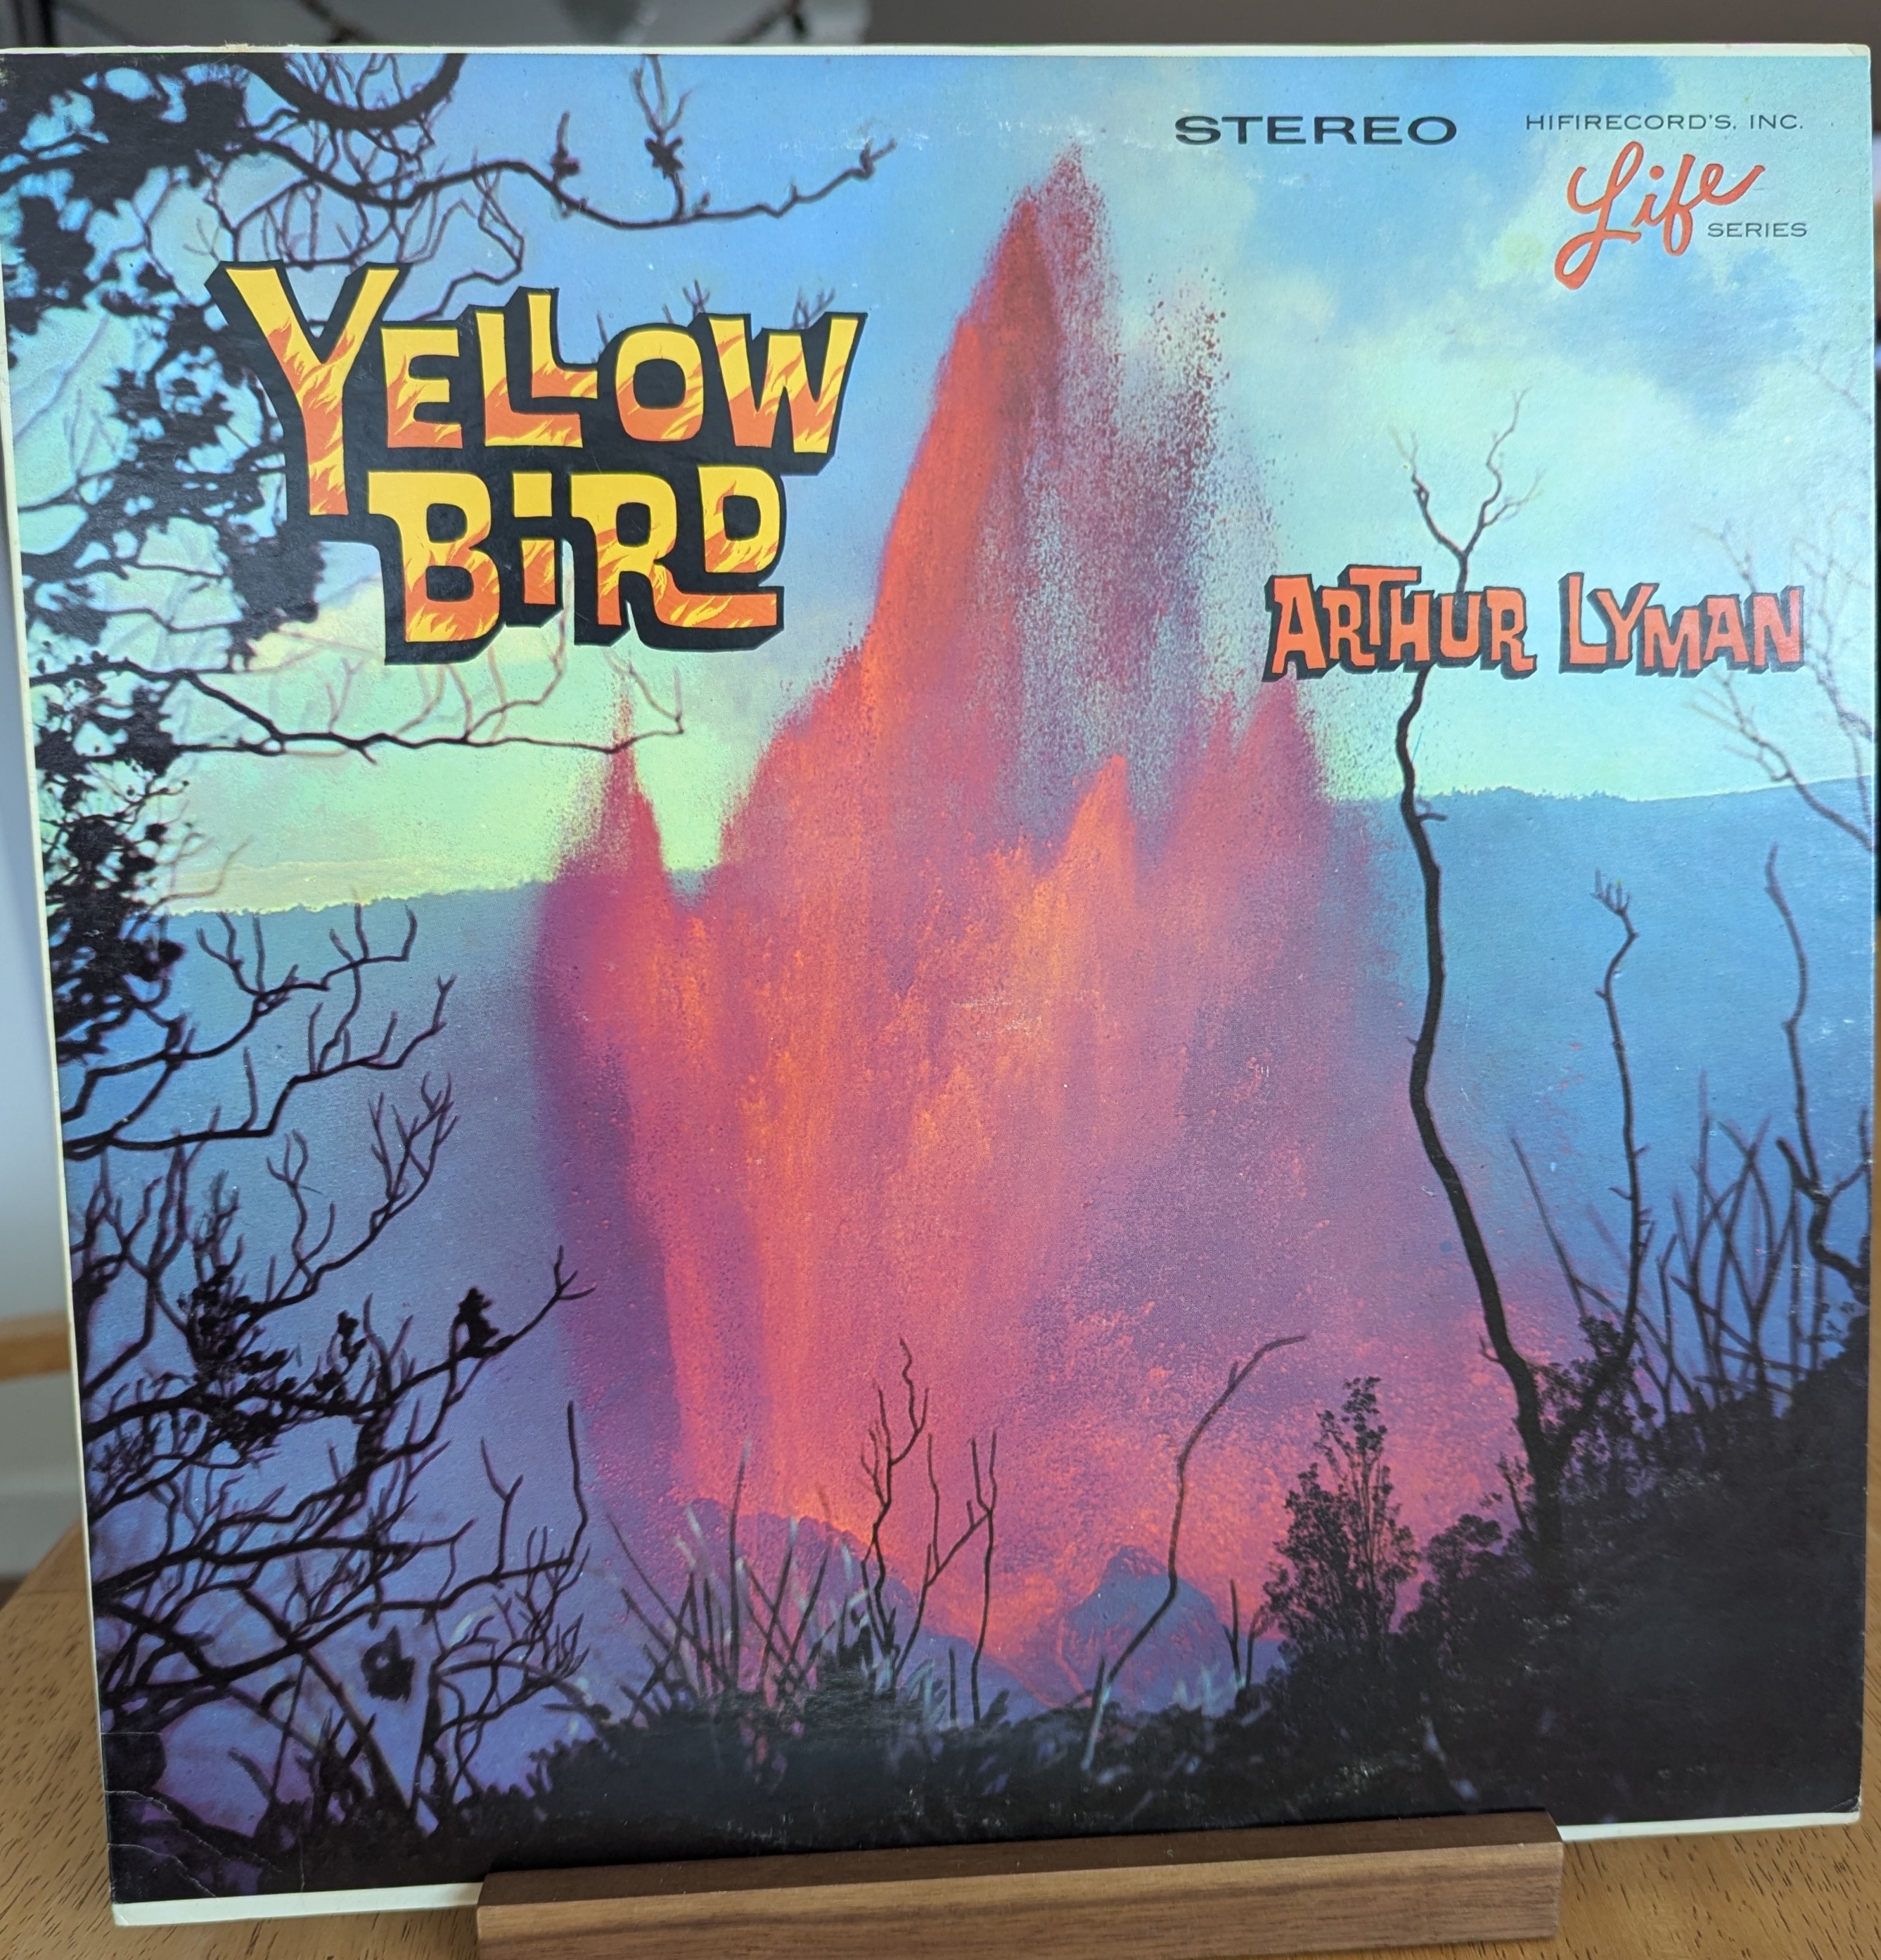 STEREO
HIFIRECORD'S, INC.
Life
SERIES
YELLOW
BIRD
ARTHUR LYMAN